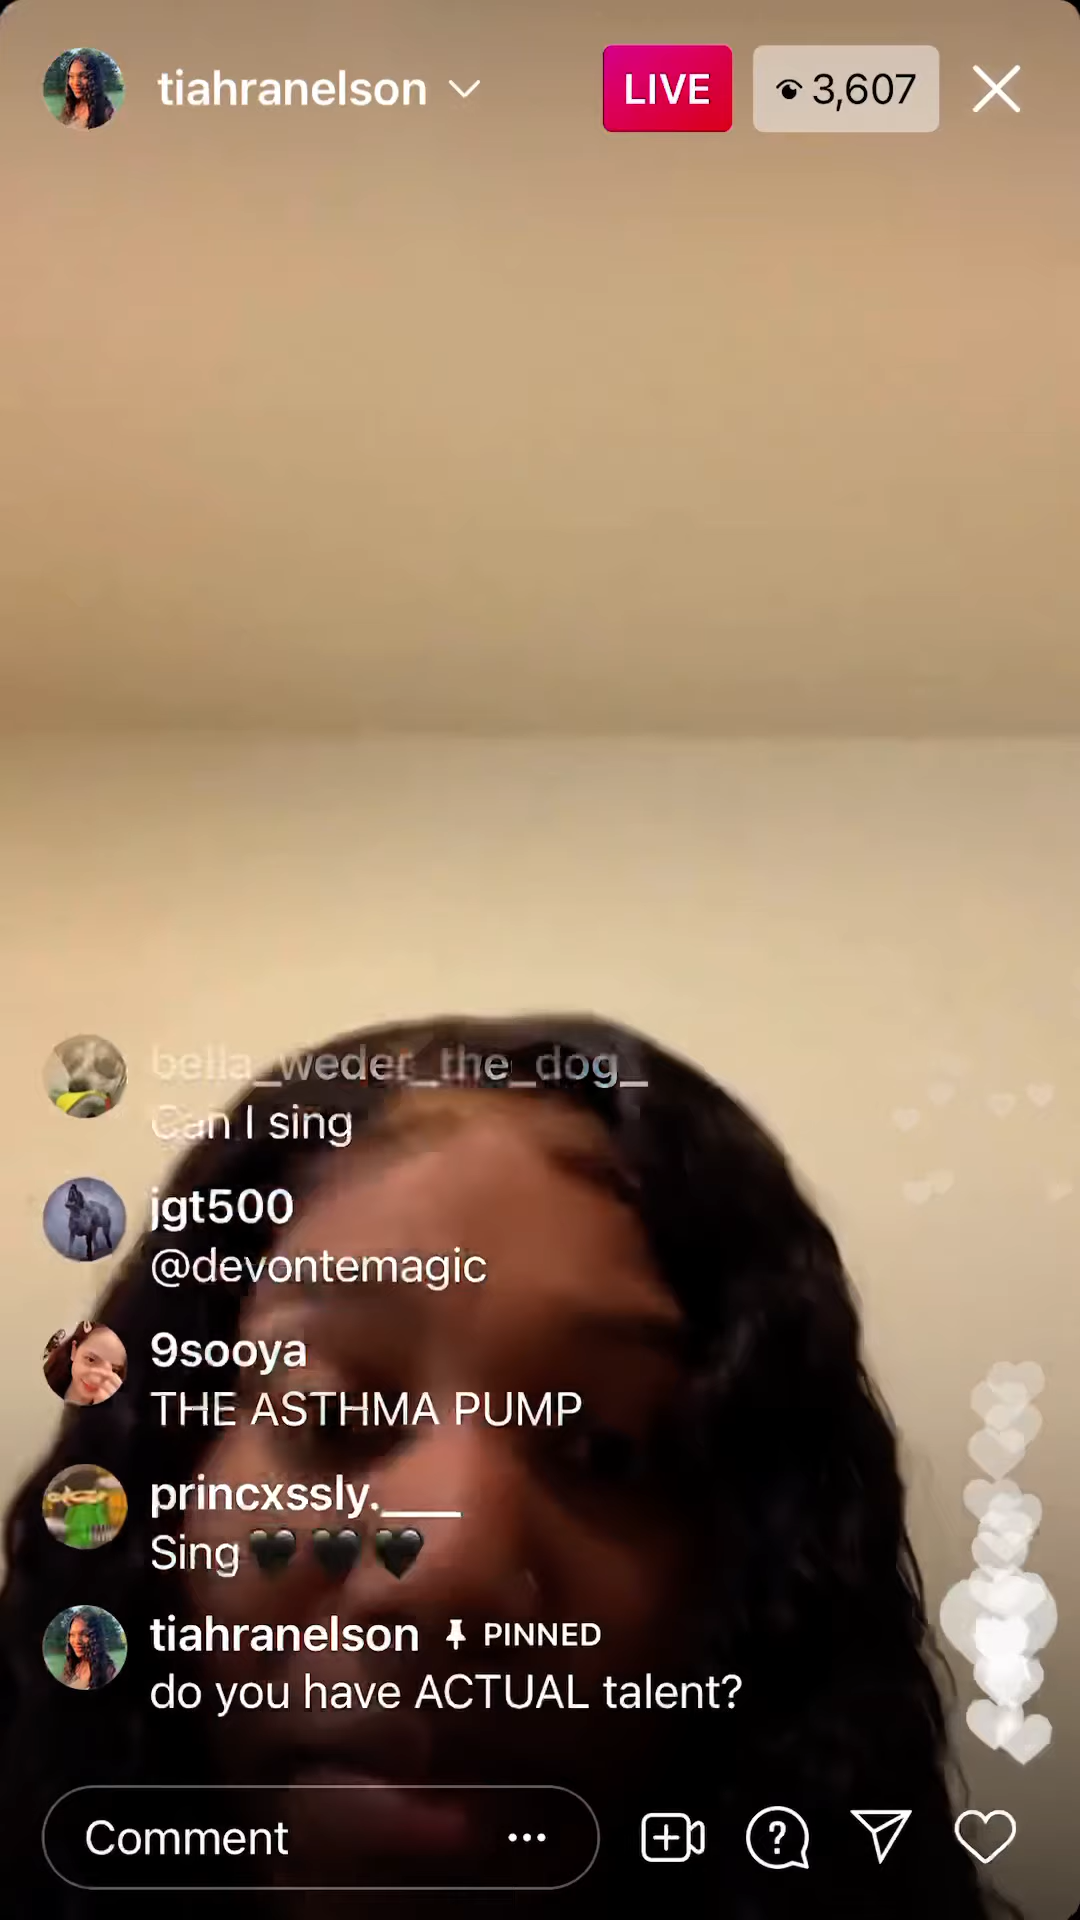 tiahranelson
LIVE
3,607
bella_weder_the_dog_
Can I sing
jgt500
@devontemagic
9sooya
THE ASTHMA PUMP
princxssly.___
Sing🖤🖤🖤
tiahranelson PINNED
do you have ACTUAL talent?
Comment